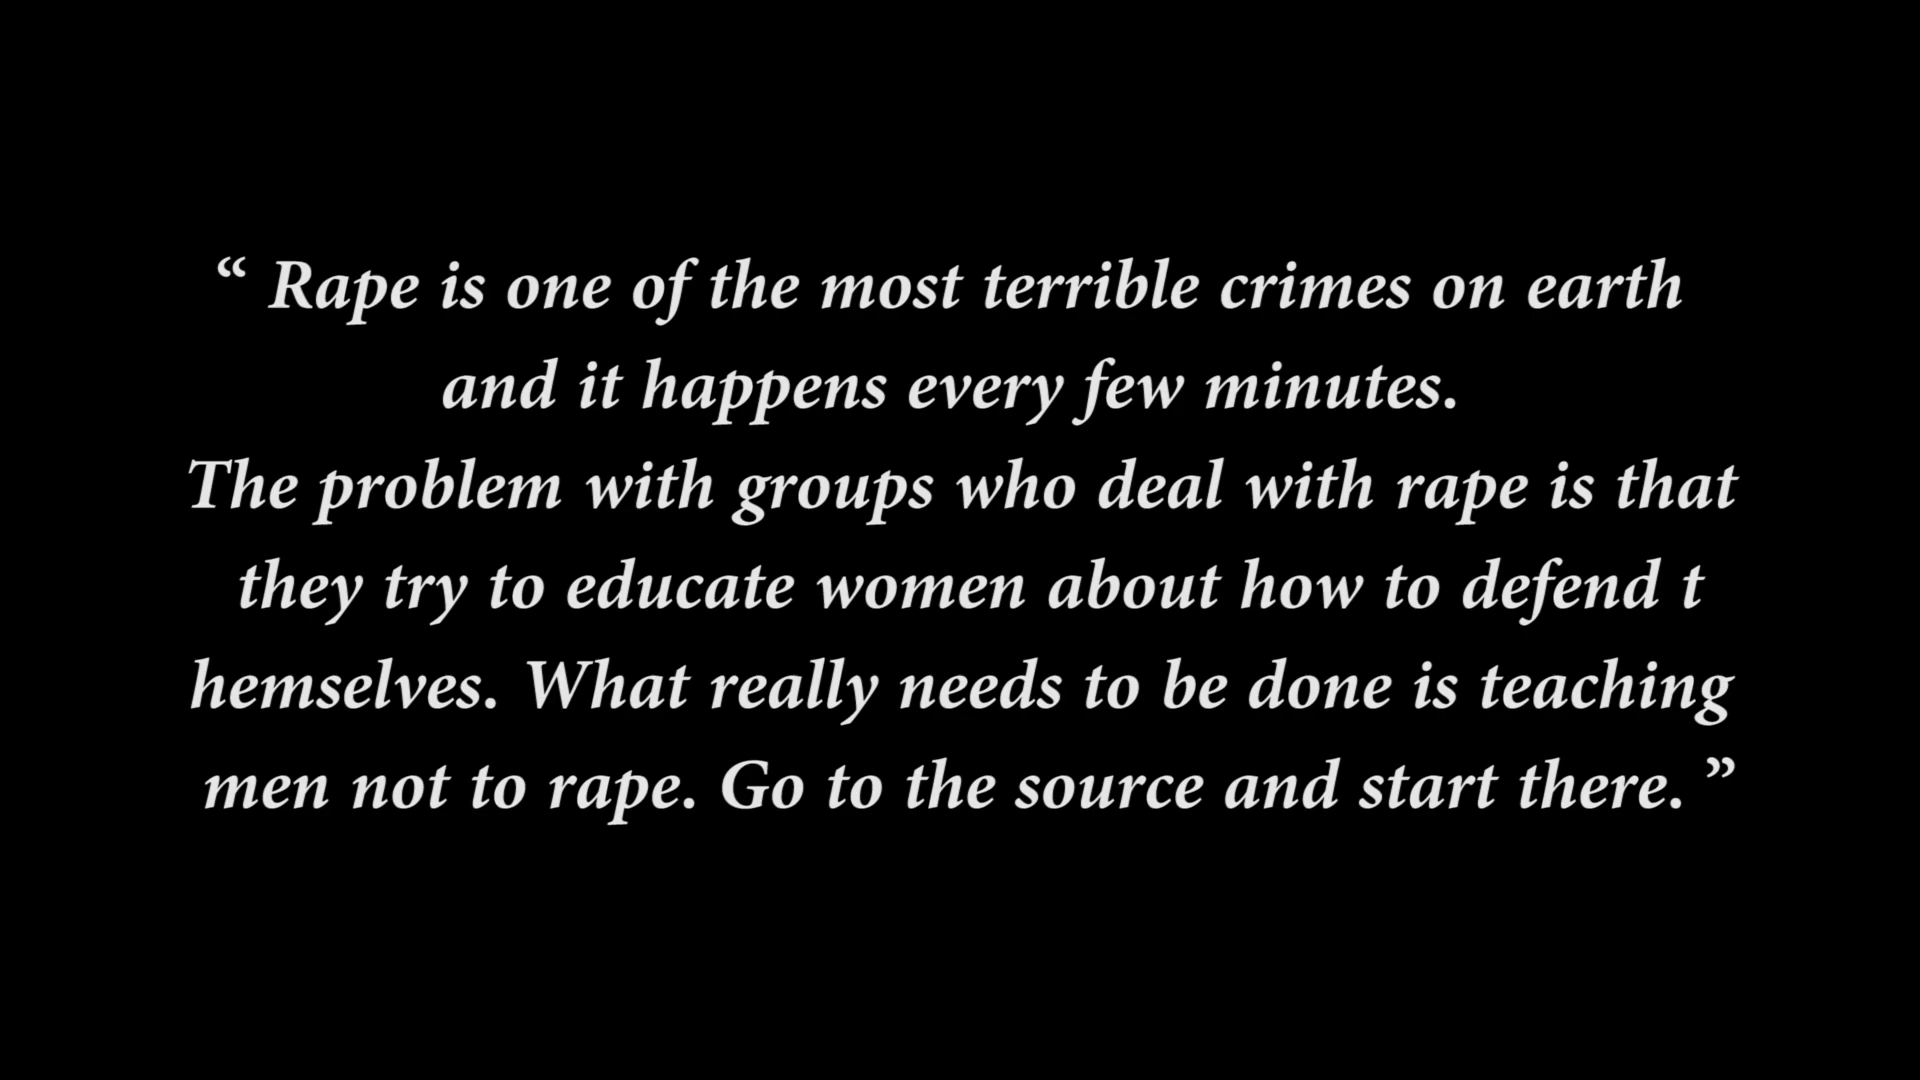 “ Rape is one of the most terrible crimes on earth
and it happens every few minutes.
The problem with groups who deal with rape is that
they try to educate women about how to defend t
hemselves. What really needs to be done is teaching
men not to rape. Go to the source and start there. ”